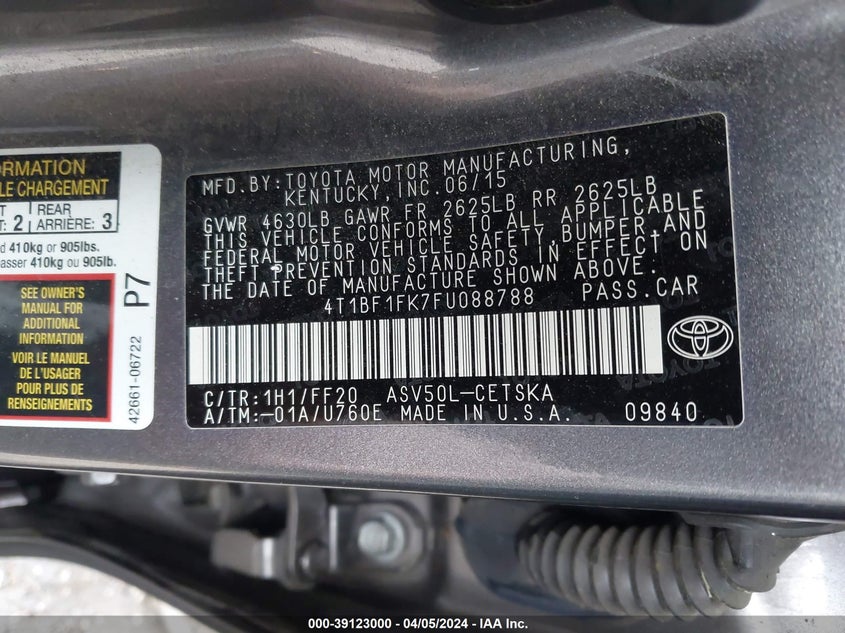 ORMATION
LE CHARGEMENT
T 2 REAR 3
T: ARRIÈRE:
d 410kg or 905lbs.
passer 410kg ou 905lb.
SEE OWNER'S
MANUAL FOR
ADDITIONAL
INFORMATION
VOIR LE MANUEL
DE L'USAGER
POUR PLUS DE
RENSEIGNEMENTS
P7
42661-06722
MFD.BY:TOYOTA MOTOR MANUFACTURING,
KENTUCKY,INC.06/15
GVWR 4630LB GAWR FR 2625LB RR 2625LB
THIS VEHICLE CONFORMS TO ALL APPLICABLE
FEDERAL MOTOR VEHICLE SAFETY,BUMPER,AND
THEFT PREVENTION STANDARDS IN EFFECT ON
THE DATE OF MANUFACTURE SHOWN ABOVE.
4T1BF1FK7FU088788 PASS.CAR
C/TR:1H1/FF20 ASV50L-CETSKA
A/TM:-01A/U760E MADE IN U.S.A. 09840
000-39123000 - 04/05/2024 - IAA Inc.